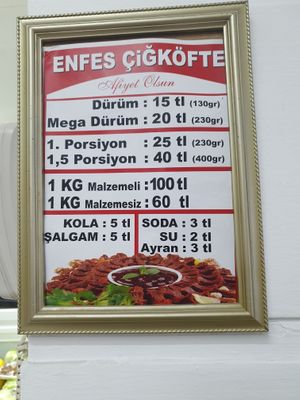 ENFES ÇİĞKÖFTE
Afiyet Olsun
Dürüm : 15 tl (130gr)
Mega Dürüm : 20 tl (230gr)
1. Porsiyon : 25 tl (230gr)
1,5 Porsiyon : 40 tl (400gr)
1 KG Malzemeli : 100 tl
1 KG Malzemesiz : 60 tl
KOLA : 5 tl
ŞALGAM : 5 tl
SODA : 3 tl
SU : 2 tl
Ayran : 3 tl